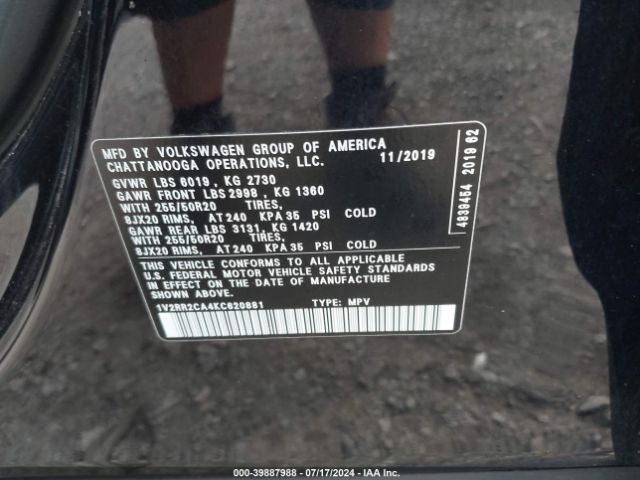 MFD BY VOLKSWAGEN GROUP OF AMERICA
CHATTANOOGA OPERATIONS, LLC. 11/2019
GVWR LBS 6019 , KG 2730
GAWR FRONT LBS 2998 , KG 1360
WITH 255/50R20 TIRES,
8JX20 RIMS, AT 240 KPA 35 PSI COLD
GAWR REAR LBS 3131, KG 1420
WITH 255/50R20 TIRES,
8JX20 RIMS, AT 240 KPA 35 PSI COLD
THIS VEHICLE CONFORMS TO ALL APPLICABLE
U.S. FEDERAL MOTOR VEHICLE SAFETY STANDARDS
IN EFFECT ON THE DATE OF MANUFACTURE
SHOWN ABOVE.
1V2RR2CA4KC620881 TYPE: MPV
4839454 2019 62
000-39887988 - 07/17/2024 - IAA Inc.